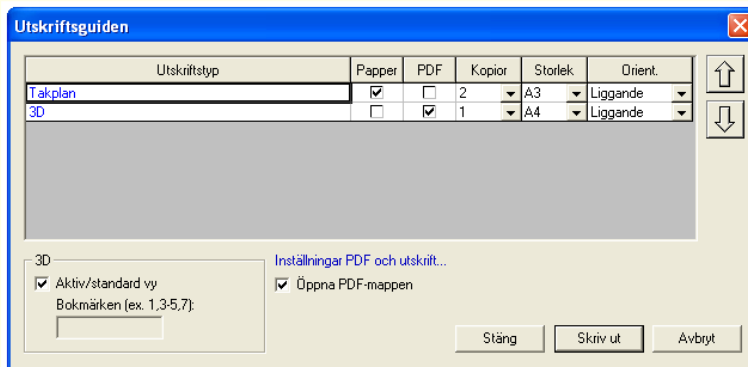 Utskriftsguiden
Utskriftstyp Papper PDF Kopior Storlek Orient.
Takplan 2 A3 Liggande
3D 1 A4 Liggande
3D
Aktiv/standard vy
Bokmärken (ex. 1,3-5,7):
Inställningar PDF och utskrift...
Öppna PDF-mappen
Stäng Skriv ut Avbryt